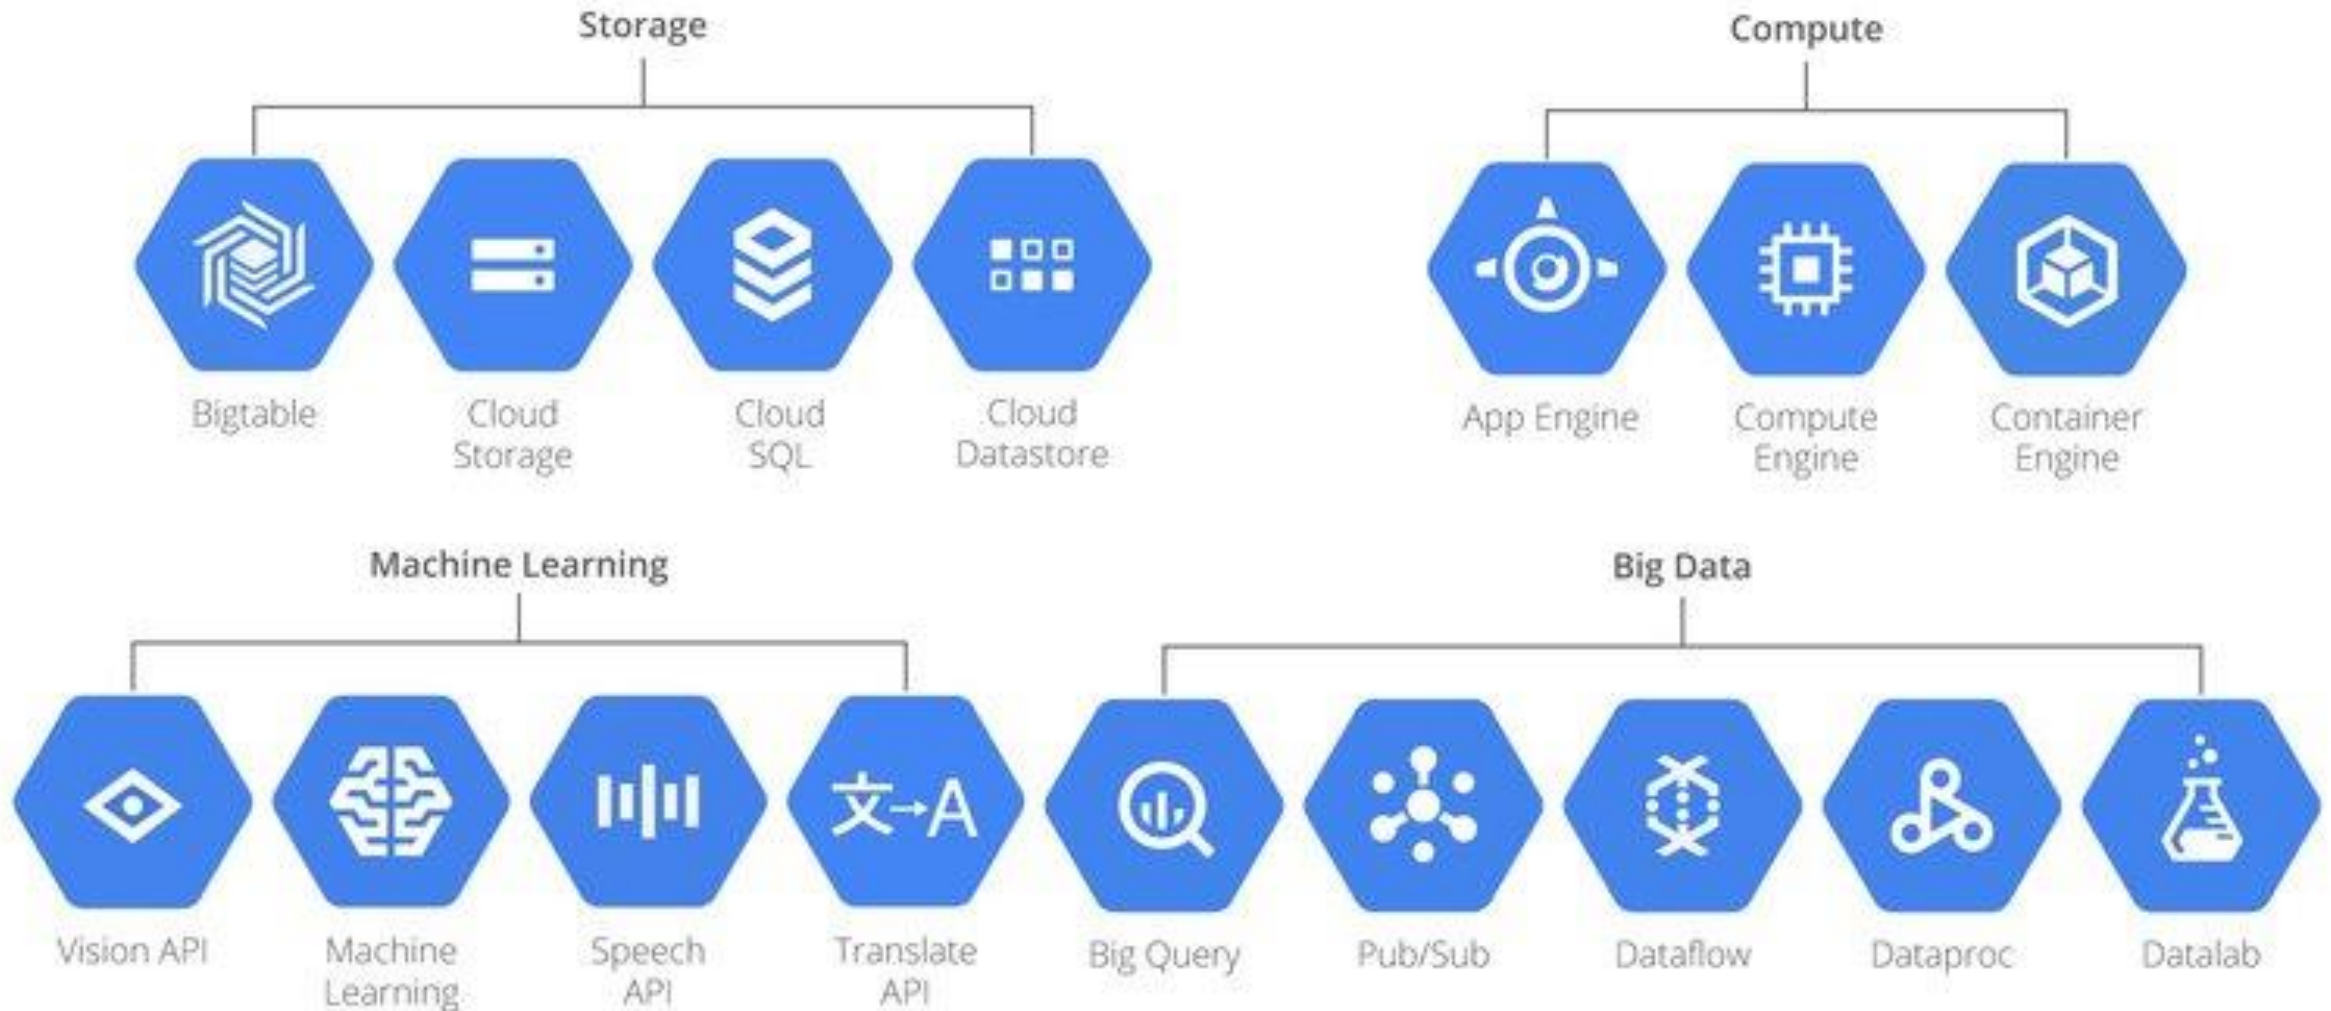 Storage
Bigtable
Cloud
Storage
Cloud
SQL
Cloud
Datastore
Compute
App Engine
Compute
Engine
Container
Engine
Machine Learning
文→A
Vision API
Machine
Learning
Speech
API
Translate
API
Big Data
Big Query
Pub/Sub
Dataflow
Dataproc
Datalab